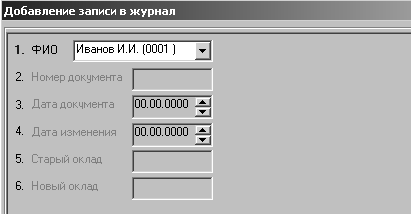 Добавление записи в журнал
1. ФИО Иванов И.И. (0001 )
2. Номер документа
3. Дата документа 00.00.0000
4. Дата изменения 00.00.0000
5. Старый оклад
6. Новый оклад